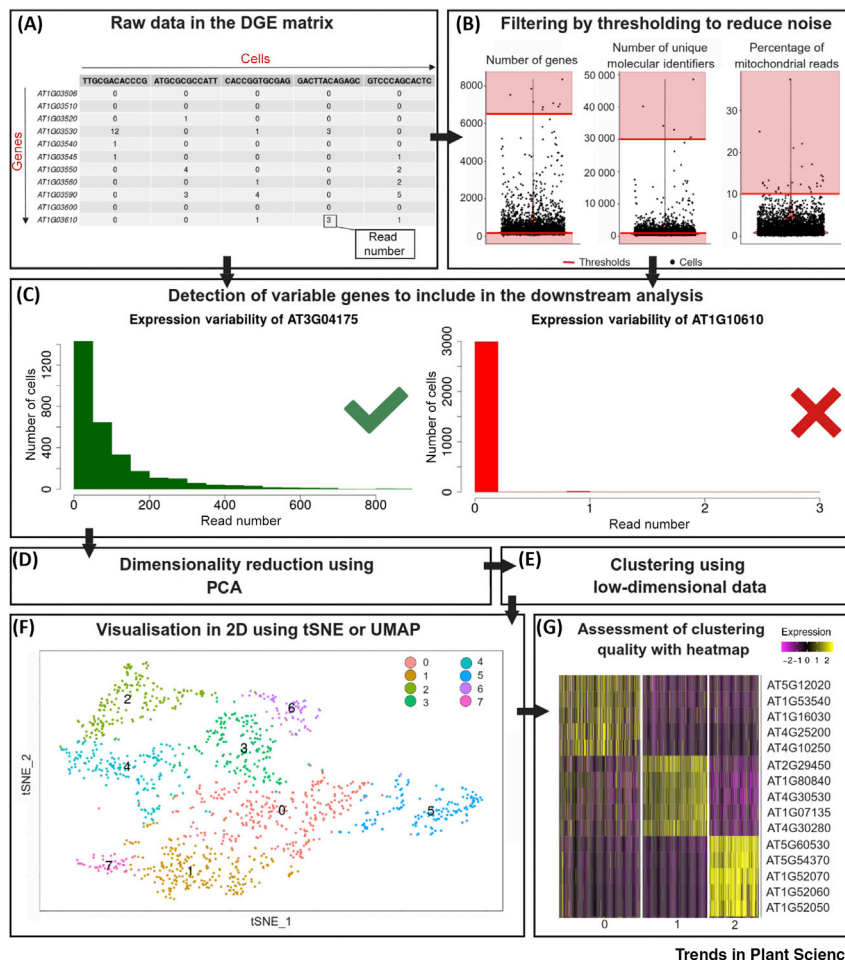 (A) Raw data in the DGE matrix
Cells
Genes
TTGCGACACCCG ATGCGCGCCATT CACCGGTGCGAG GACTTACAGAGC GTCCCAGCACTC
AT1G03506 0 0 0 0 0
AT1G03510 0 0 0 0 0
AT1G03520 0 1 0 0 0
AT1G03530 12 0 1 3 0
AT1G03540 1 0 0 0 0
AT1G03545 1 0 0 0 1
AT1G03550 0 4 0 0 2
AT1G03560 0 0 1 0 2
AT1G03590 0 3 4 0 5
AT1G03600 0 0 0 0 0
AT1G03610 0 0 1 3 1
Read
number
(B) Filtering by thresholding to reduce noise
Number of genes
Number of unique
molecular identifiers
Percentage of
mitochondrial reads
8000
6000
4000
2000
0
50 000
40 000
30 000
20 000
10 000
0
30
20
10
0
Thresholds Cells
(C) Detection of variable genes to include in the downstream analysis
Expression variability of AT3G04175
Number of cells
0 400 800 1200
0 200 400 600 800
Read number
Expression variability of AT1G10610
Number of cells
0 1000 2000 3000
1 2 3
Read number
(D) Dimensionality reduction using
PCA
(E) Clustering using
low-dimensional data
(F) Visualisation in 2D using tSNE or UMAP
0 4
1 5
2 6
3 7
2
6
3
4
0
5
7
1
tSNE_2
tSNE_1
(G) Assessment of clustering
quality with heatmap
Expression
−2−1 0 1 2
AT5G12020
AT1G53540
AT1G16030
AT4G25200
AT4G10250
AT2G29450
AT1G80840
AT4G30530
AT1G07135
AT4G30280
AT5G60530
AT5G54370
AT1G52070
AT1G52060
AT1G52050
0 1 2
Trends in Plant Science